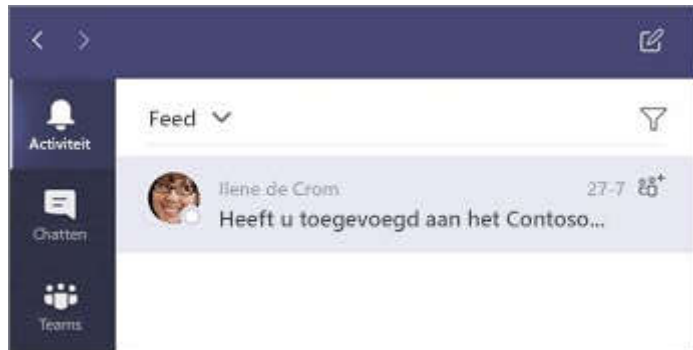 Activiteit
Chatten
Teams
Feed
Ilene de Crom 27-7
Heeft u toegevoegd aan het Contoso...